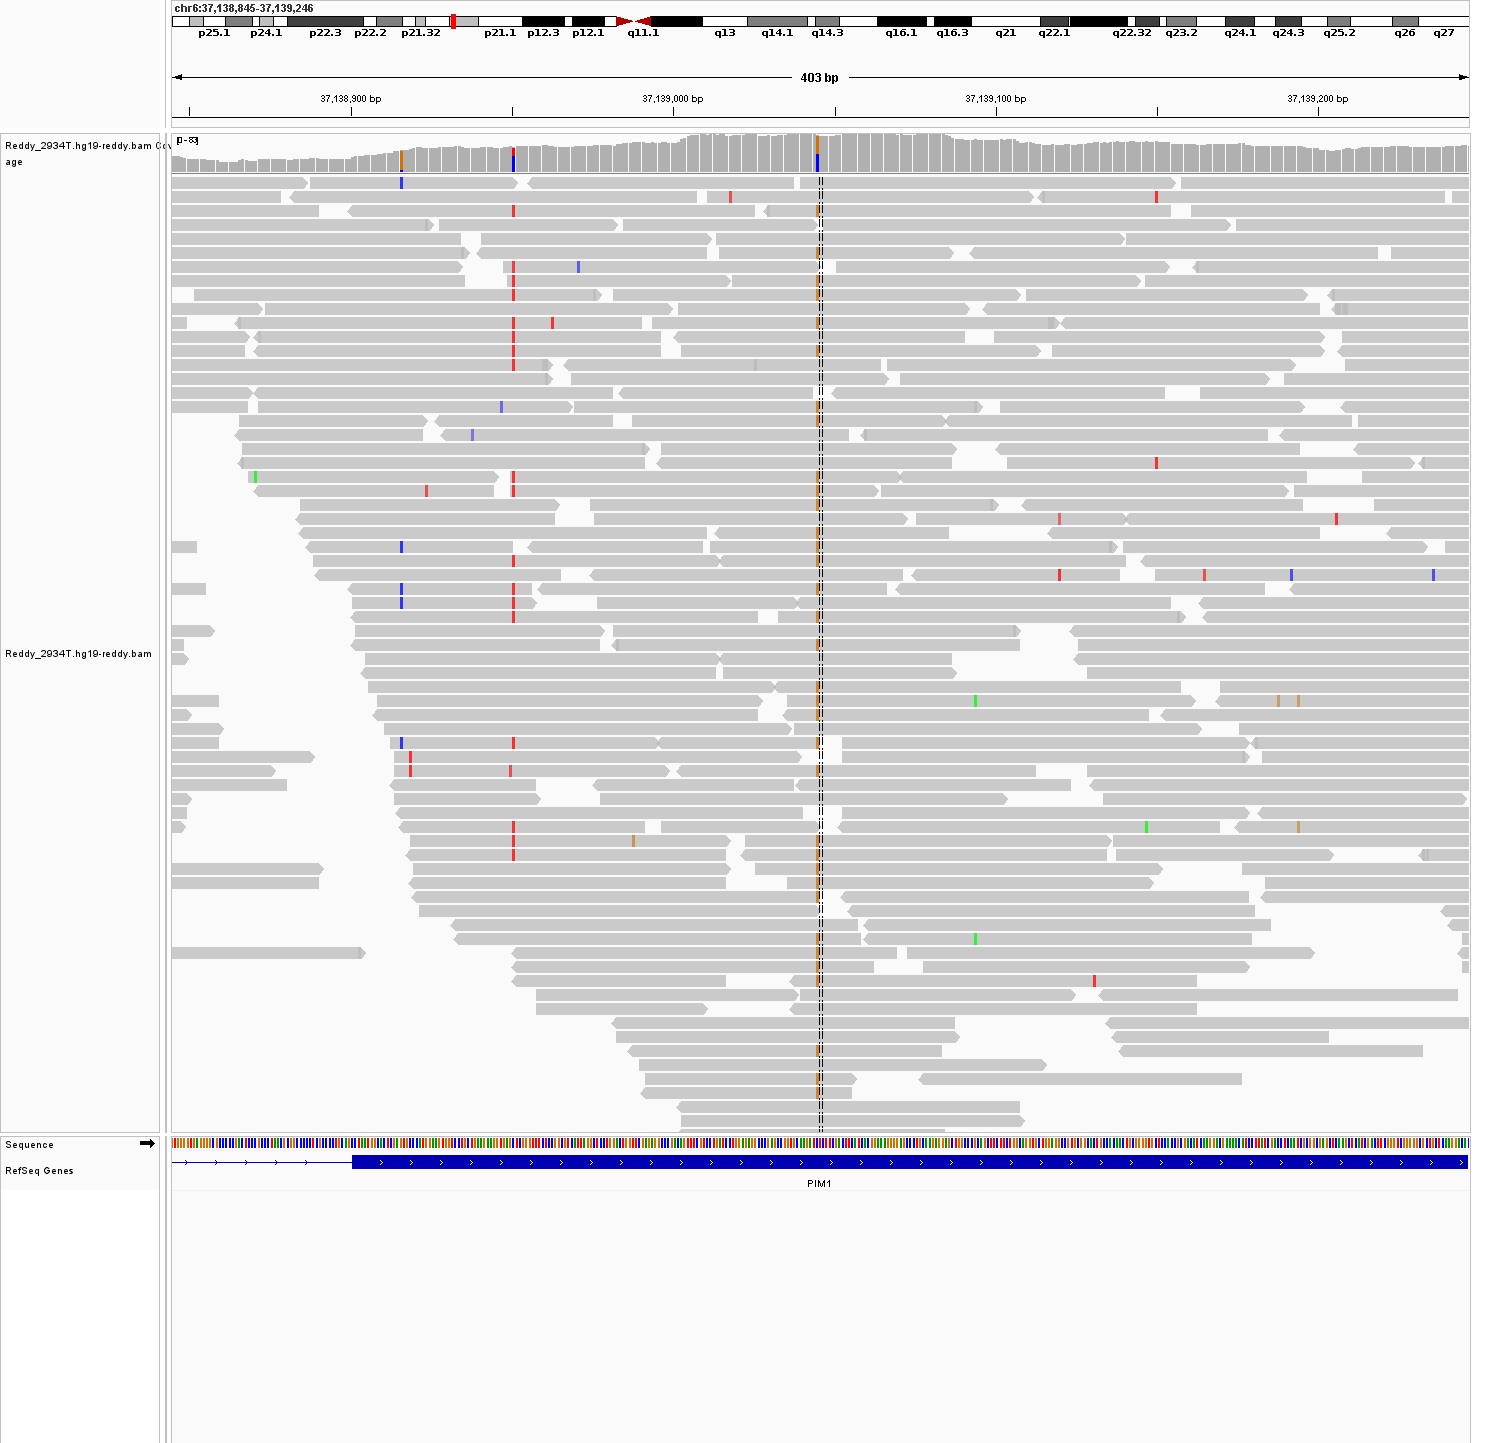 chr6:37,138,845-37,139,246
p25.1 p24.1 p22.3 p22.2 p21.32 p21.1 p12.3 p12.1 q11.1 q13 q14.1 q14.3 q16.1 q16.3 q21 q22.1 q22.32 q23.2 q24.1 q24.3 q25.2 q26 q27
403 bp
37,138,900 bp 37,139,000 bp 37,139,100 bp 37,139,200 bp
Reddy_2934T.hg19-reddy.bam Cov
age
[0 - 83]
Reddy_2934T.hg19-reddy.bam
Sequence
RefSeq Genes
PIM1